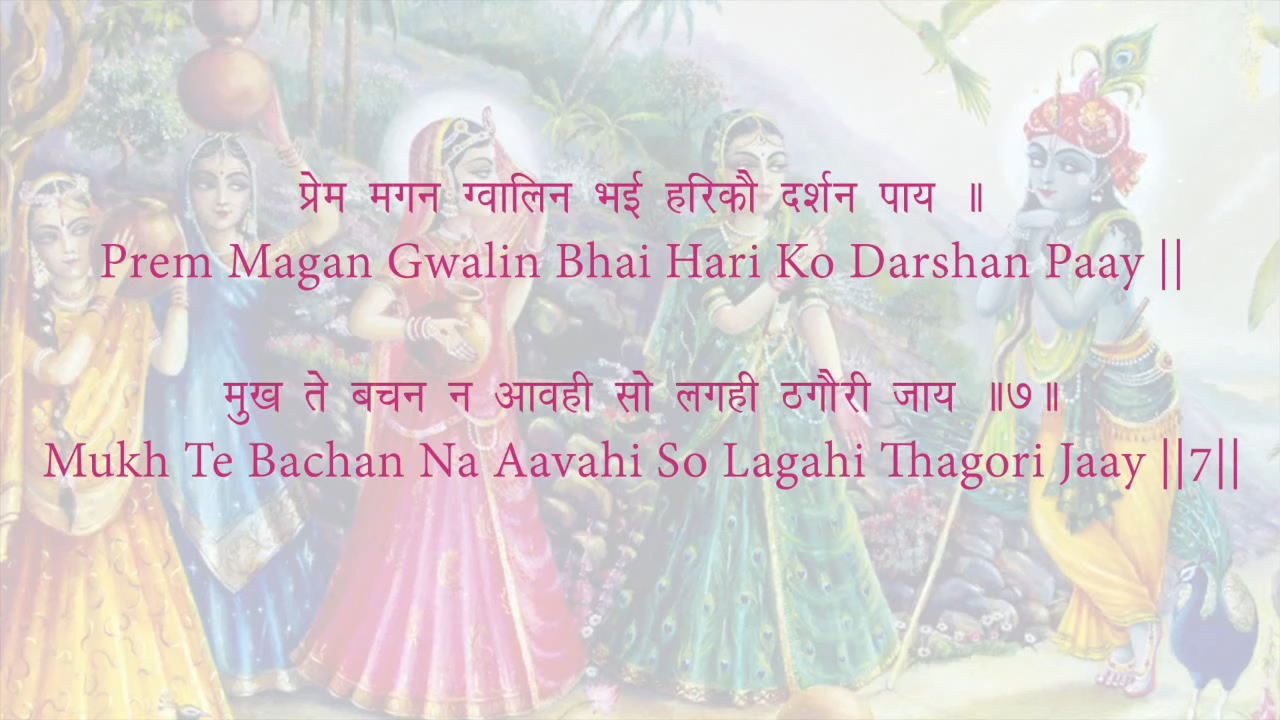 प्रेम मगन ग्वालिन भई हरिकौ दर्शन पाय ॥
Prem Magan Gwalin Bhai Hari Ko Darshan Paay ||
मुख ते बचन न आवही सो लगही ठगौरी जाय ॥७॥
Mukh Te Bachan Na Aavahi So Lagahi Thagori Jaay ||7||